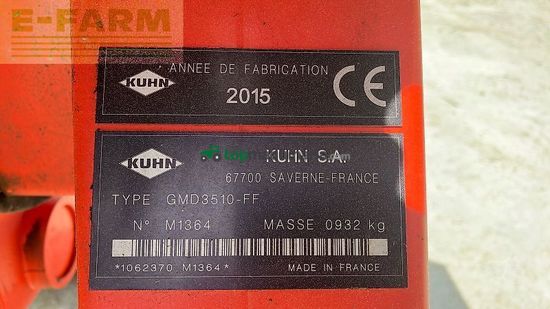 E-FARM
KUHN
ANNEE DE FABRICATION
2015
CE
KUHN
KUHN S.A.
67700 SAVERNE-FRANCE
TYPE GMD3510-FF
N° M1364 MASSE 0932 kg
*1062370 M1364*
MADE IN FRANCE